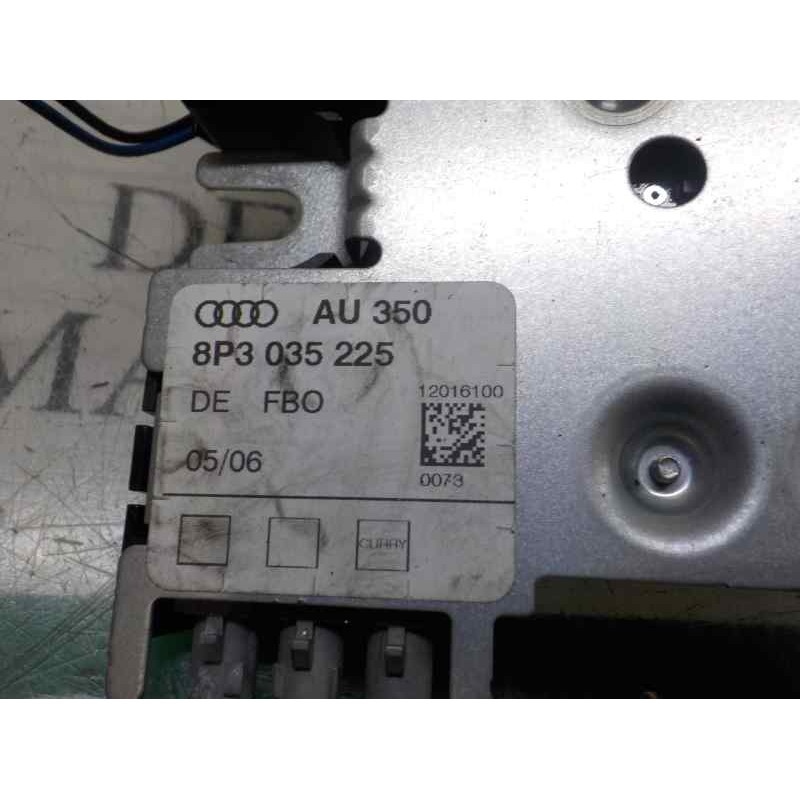 AU 350
8P3 035 225
DE FBO
12016100
05/06
0073
CURRY